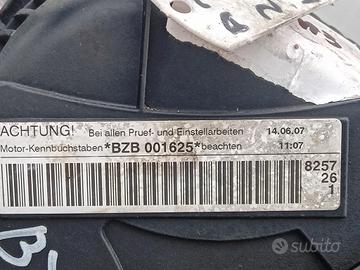 ACHTUNG! Bei allen Pruef- und Einstellarbeiten 14.06.07
Motor-Kennbuchstaben *BZB 001625* beachten 11:07
8257
26
1
B
subito